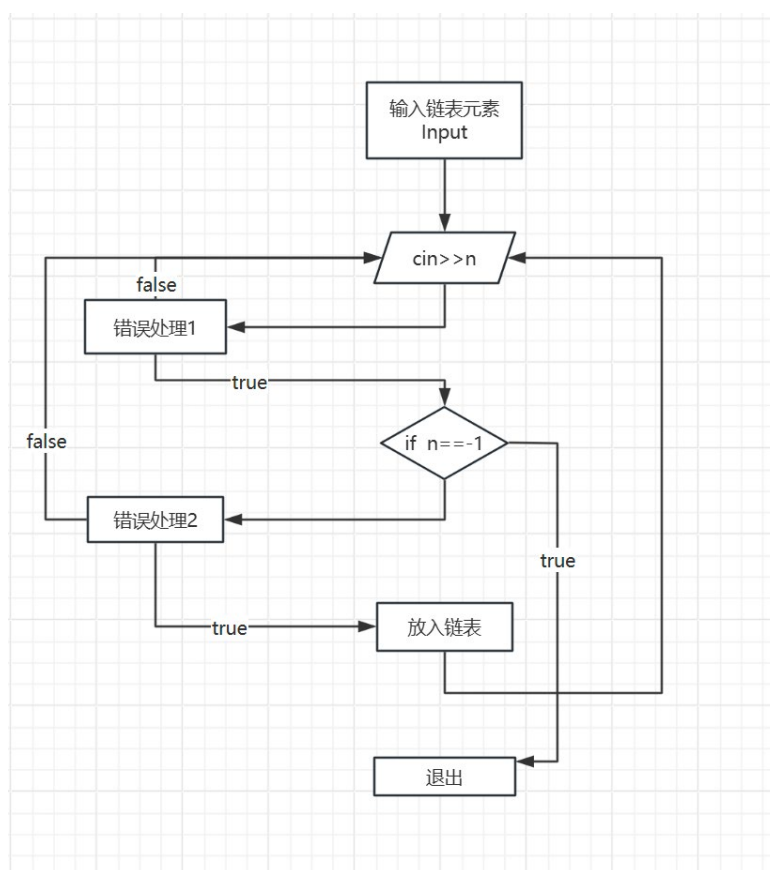 输入链表元素
Input
cin>>n
false
错误处理1
true
if n==-1
false
错误处理2
true
true
放入链表
退出